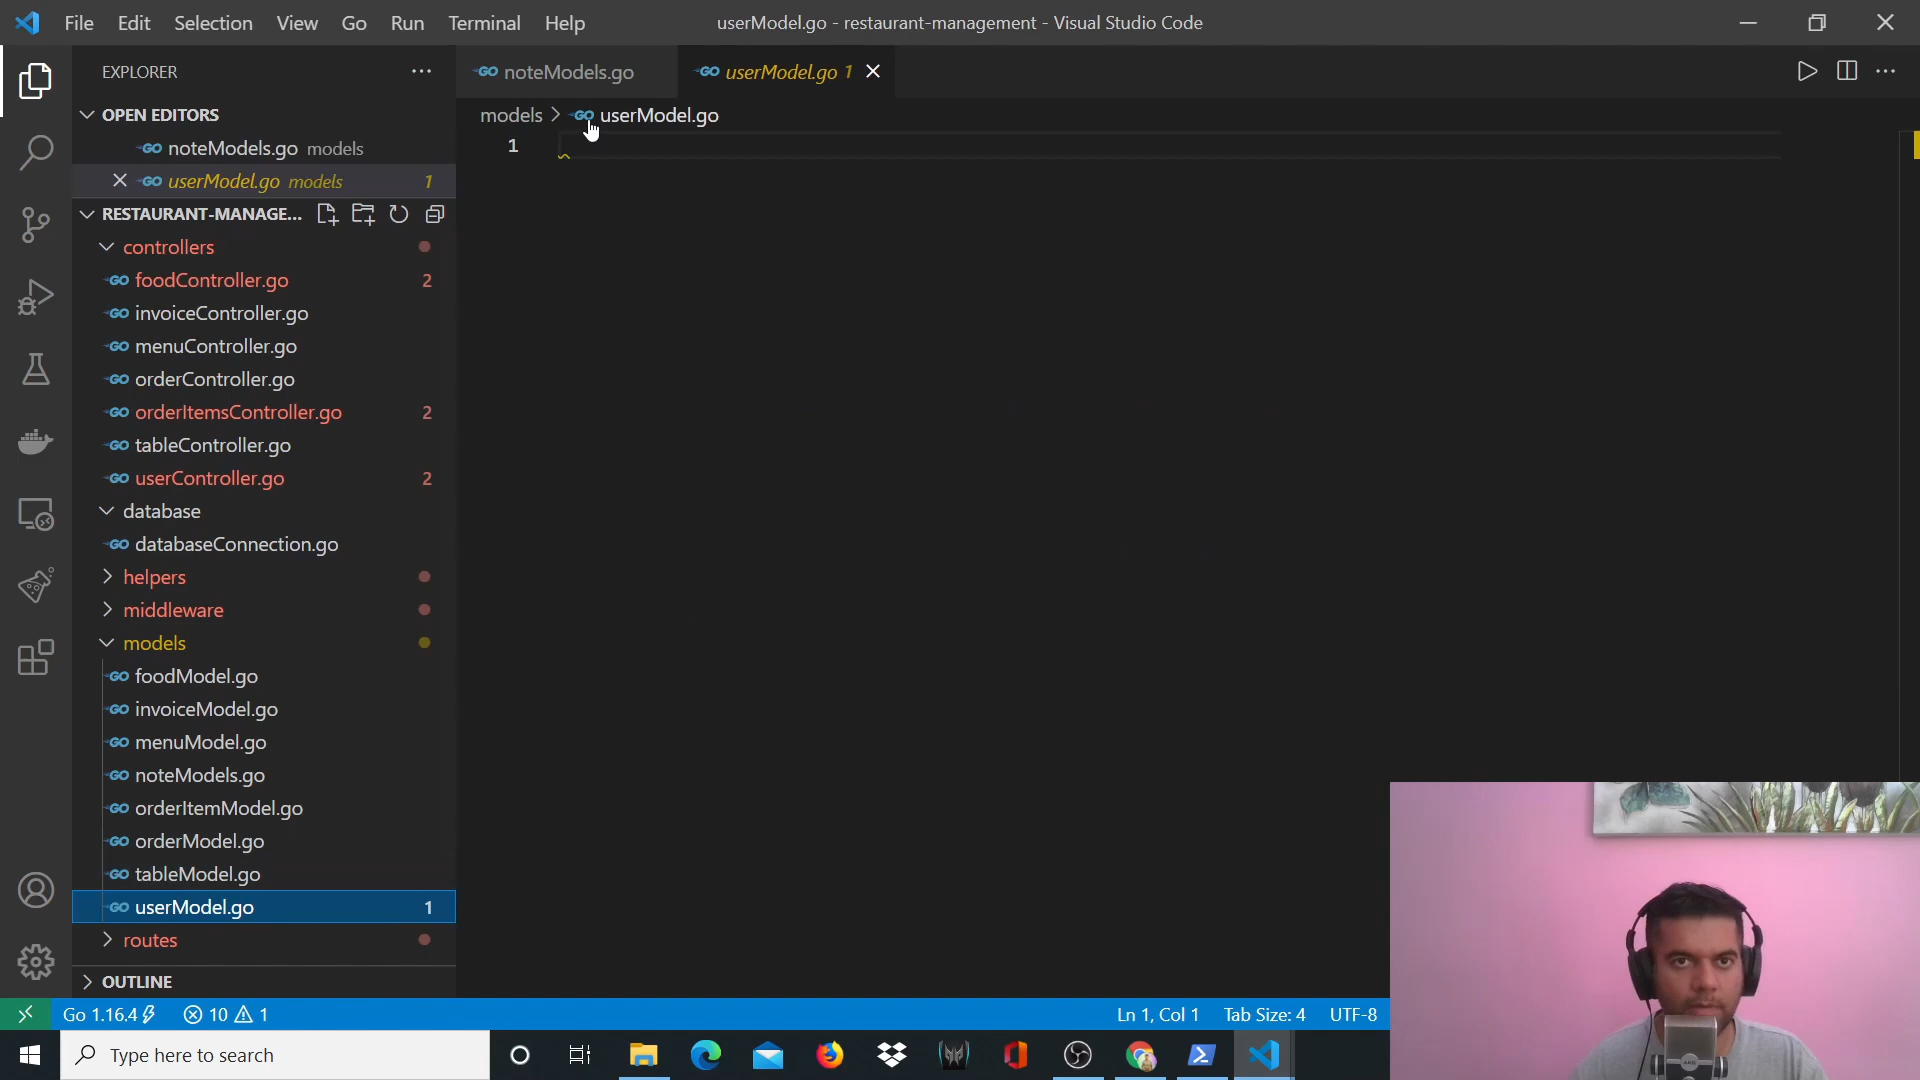 File Edit Selection View Go Run Terminal Help
userModel.go - restaurant-management - Visual Studio Code
EXPLORER
noteModels.go
userModel.go 1
OPEN EDITORS
models > userModel.go
noteModels.go models
userModel.go models 1
1
RESTAURANT-MANAGE...
controllers
foodController.go 2
invoiceController.go
menuController.go
orderController.go
orderItemsController.go 2
tableController.go
userController.go 2
database
databaseConnection.go
helpers
middleware
models
foodModel.go
invoiceModel.go
menuModel.go
noteModels.go
orderItemModel.go
orderModel.go
tableModel.go
userModel.go 1
routes
OUTLINE
Go 1.16.4 10 1
Ln 1, Col 1 Tab Size: 4 UTF-8
Type here to search